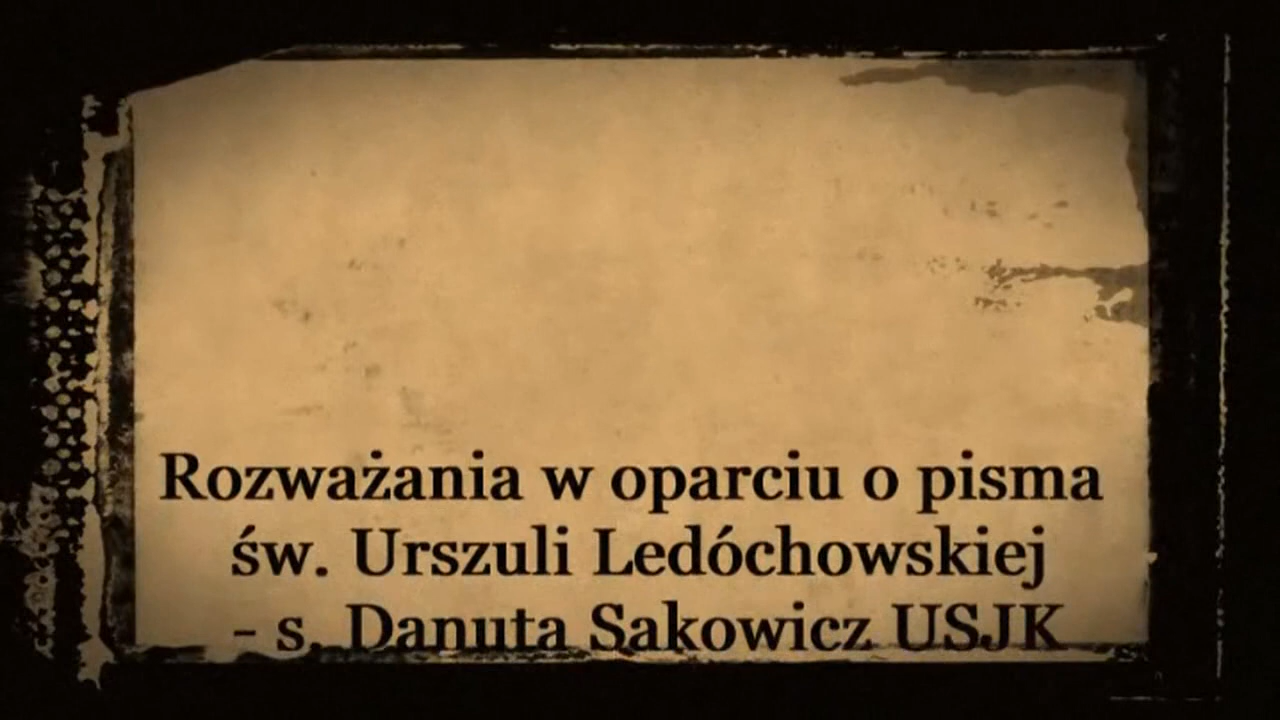 Rozważania w oparciu o pisma
św. Urszuli Ledóchowskiej
- s. Danuta Sakowicz USJK